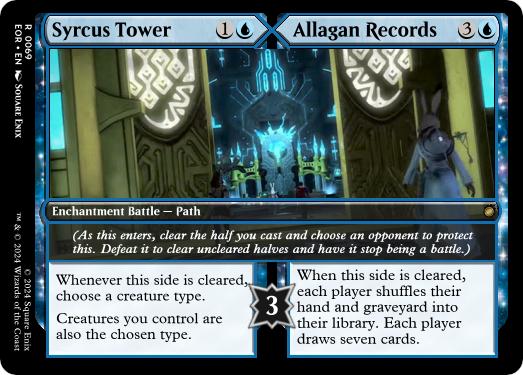 Syrcus Tower 1
Allagan Records 3
Enchantment Battle — Path
(As this enters, clear the half you cast and choose an opponent to protect
this. Defeat it to clear uncleared halves and have it stop being a battle.)
Whenever this side is cleared,
choose a creature type.
Creatures you control are
also the chosen type.
3
When this side is cleared,
each player shuffles their
hand and graveyard into
their library. Each player
draws seven cards.
R 0069
EOR • EN Square Enix
™ & © 2024 Wizards of the Coast
© 2024 Square Enix